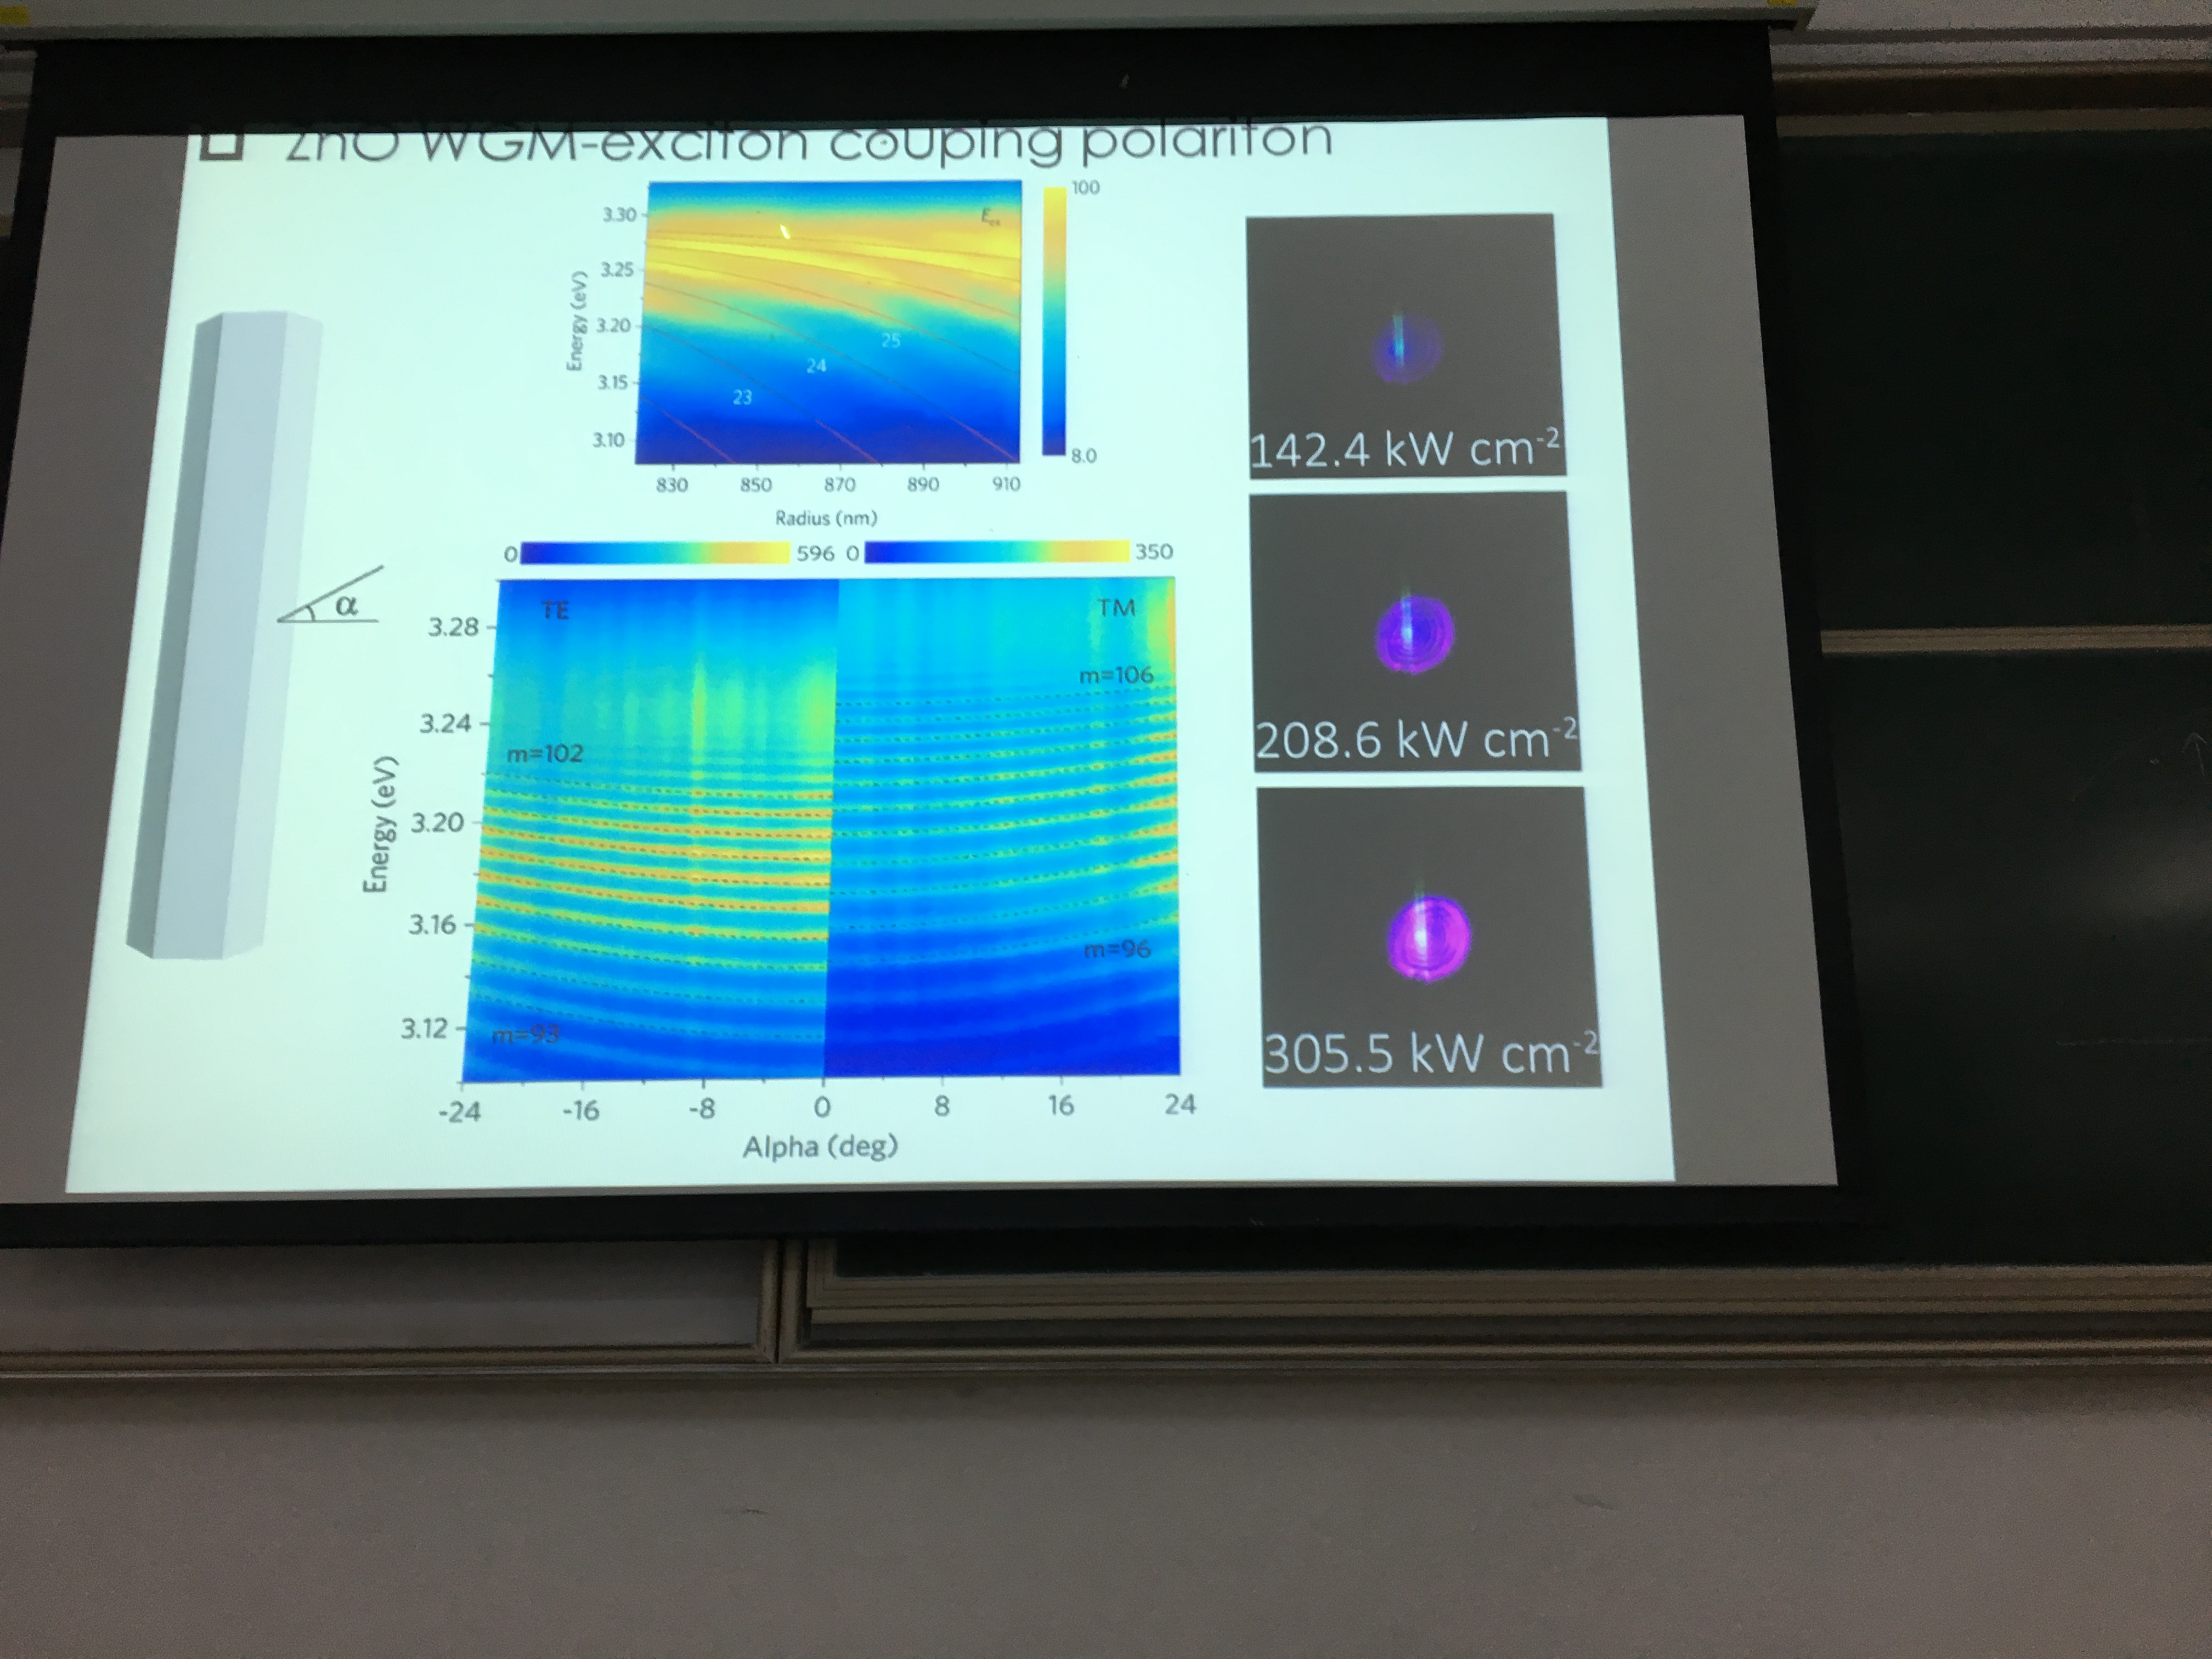 ZnO WGM-exciton coupling polariton
100
8.0
E_ex
3.30
3.25
3.20
3.15
3.10
Energy (eV)
25
24
23
830 850 870 890 910
Radius (nm)
0 596 0 350
TE TM
m=106
m=102
m=96
m=93
3.28
3.24
3.20
3.16
3.12
Energy (eV)
-24 -16 -8 0 8 16 24
Alpha (deg)
α
142.4 kW cm⁻²
208.6 kW cm⁻²
305.5 kW cm⁻²